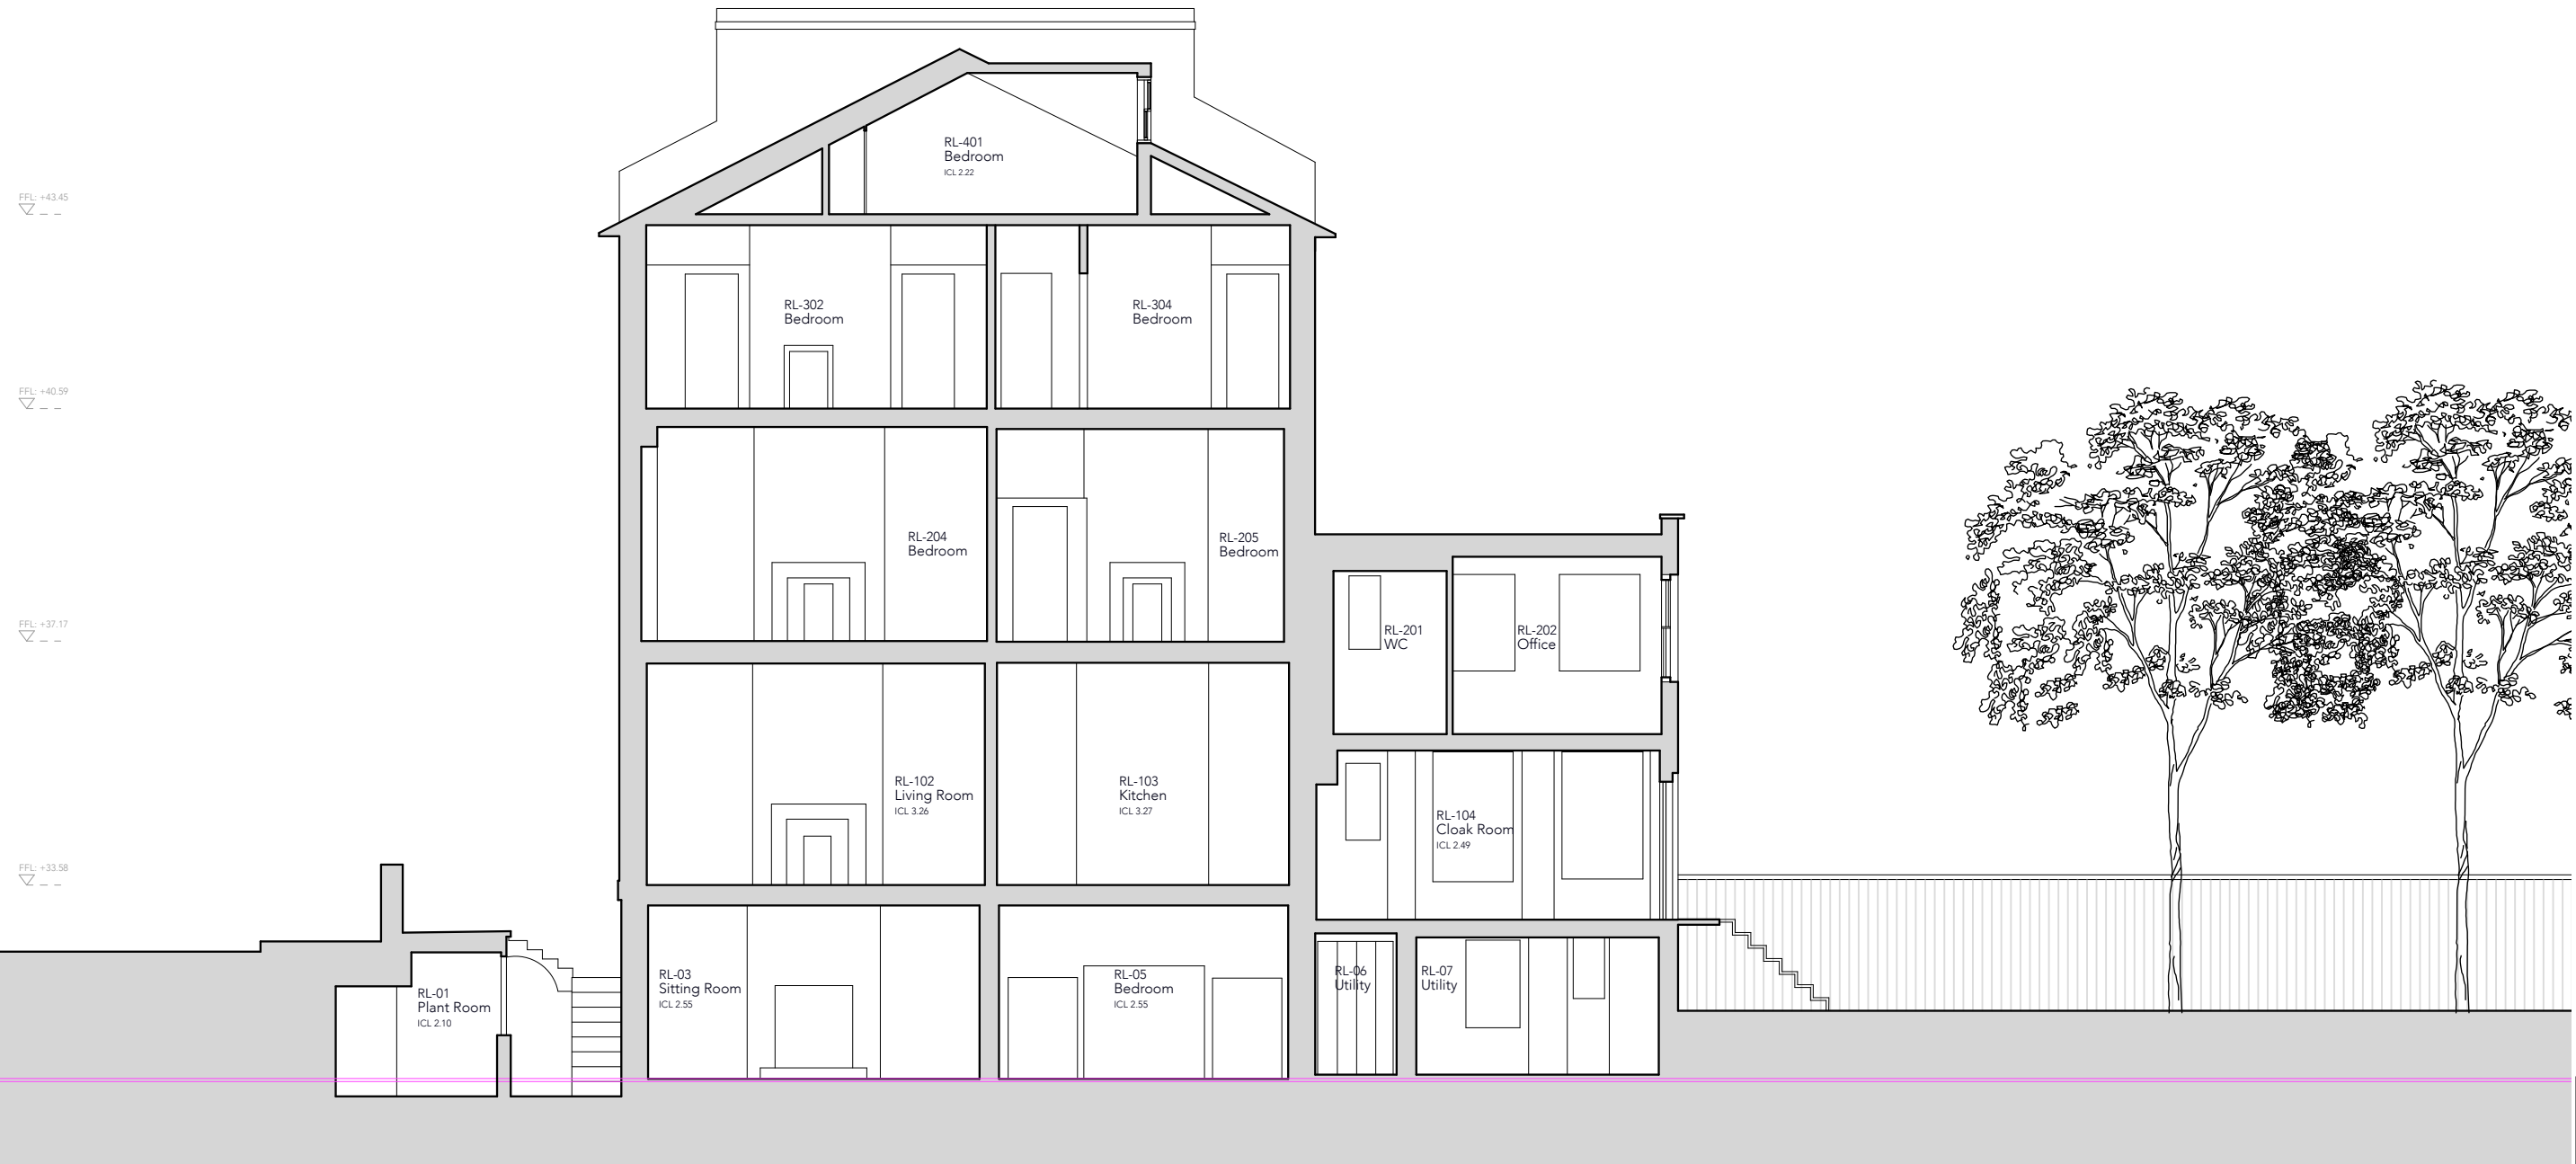 RL-401
Bedroom
ICL 2.22
FFL: +43.45
RL-302
Bedroom
RL-304
Bedroom
FFL: +40.59
RL-204
Bedroom
RL-205
Bedroom
FFL: +37.17
RL-201
WC
RL-202
Office
RL-102
Living Room
ICL 3.26
RL-103
Kitchen
ICL 3.27
RL-104
Cloak Room
ICL 2.49
FFL: +33.58
RL-01
Plant Room
ICL 2.10
RL-03
Sitting Room
ICL 2.55
RL-05
Bedroom
ICL 2.55
RL-06
Utility
RL-07
Utility